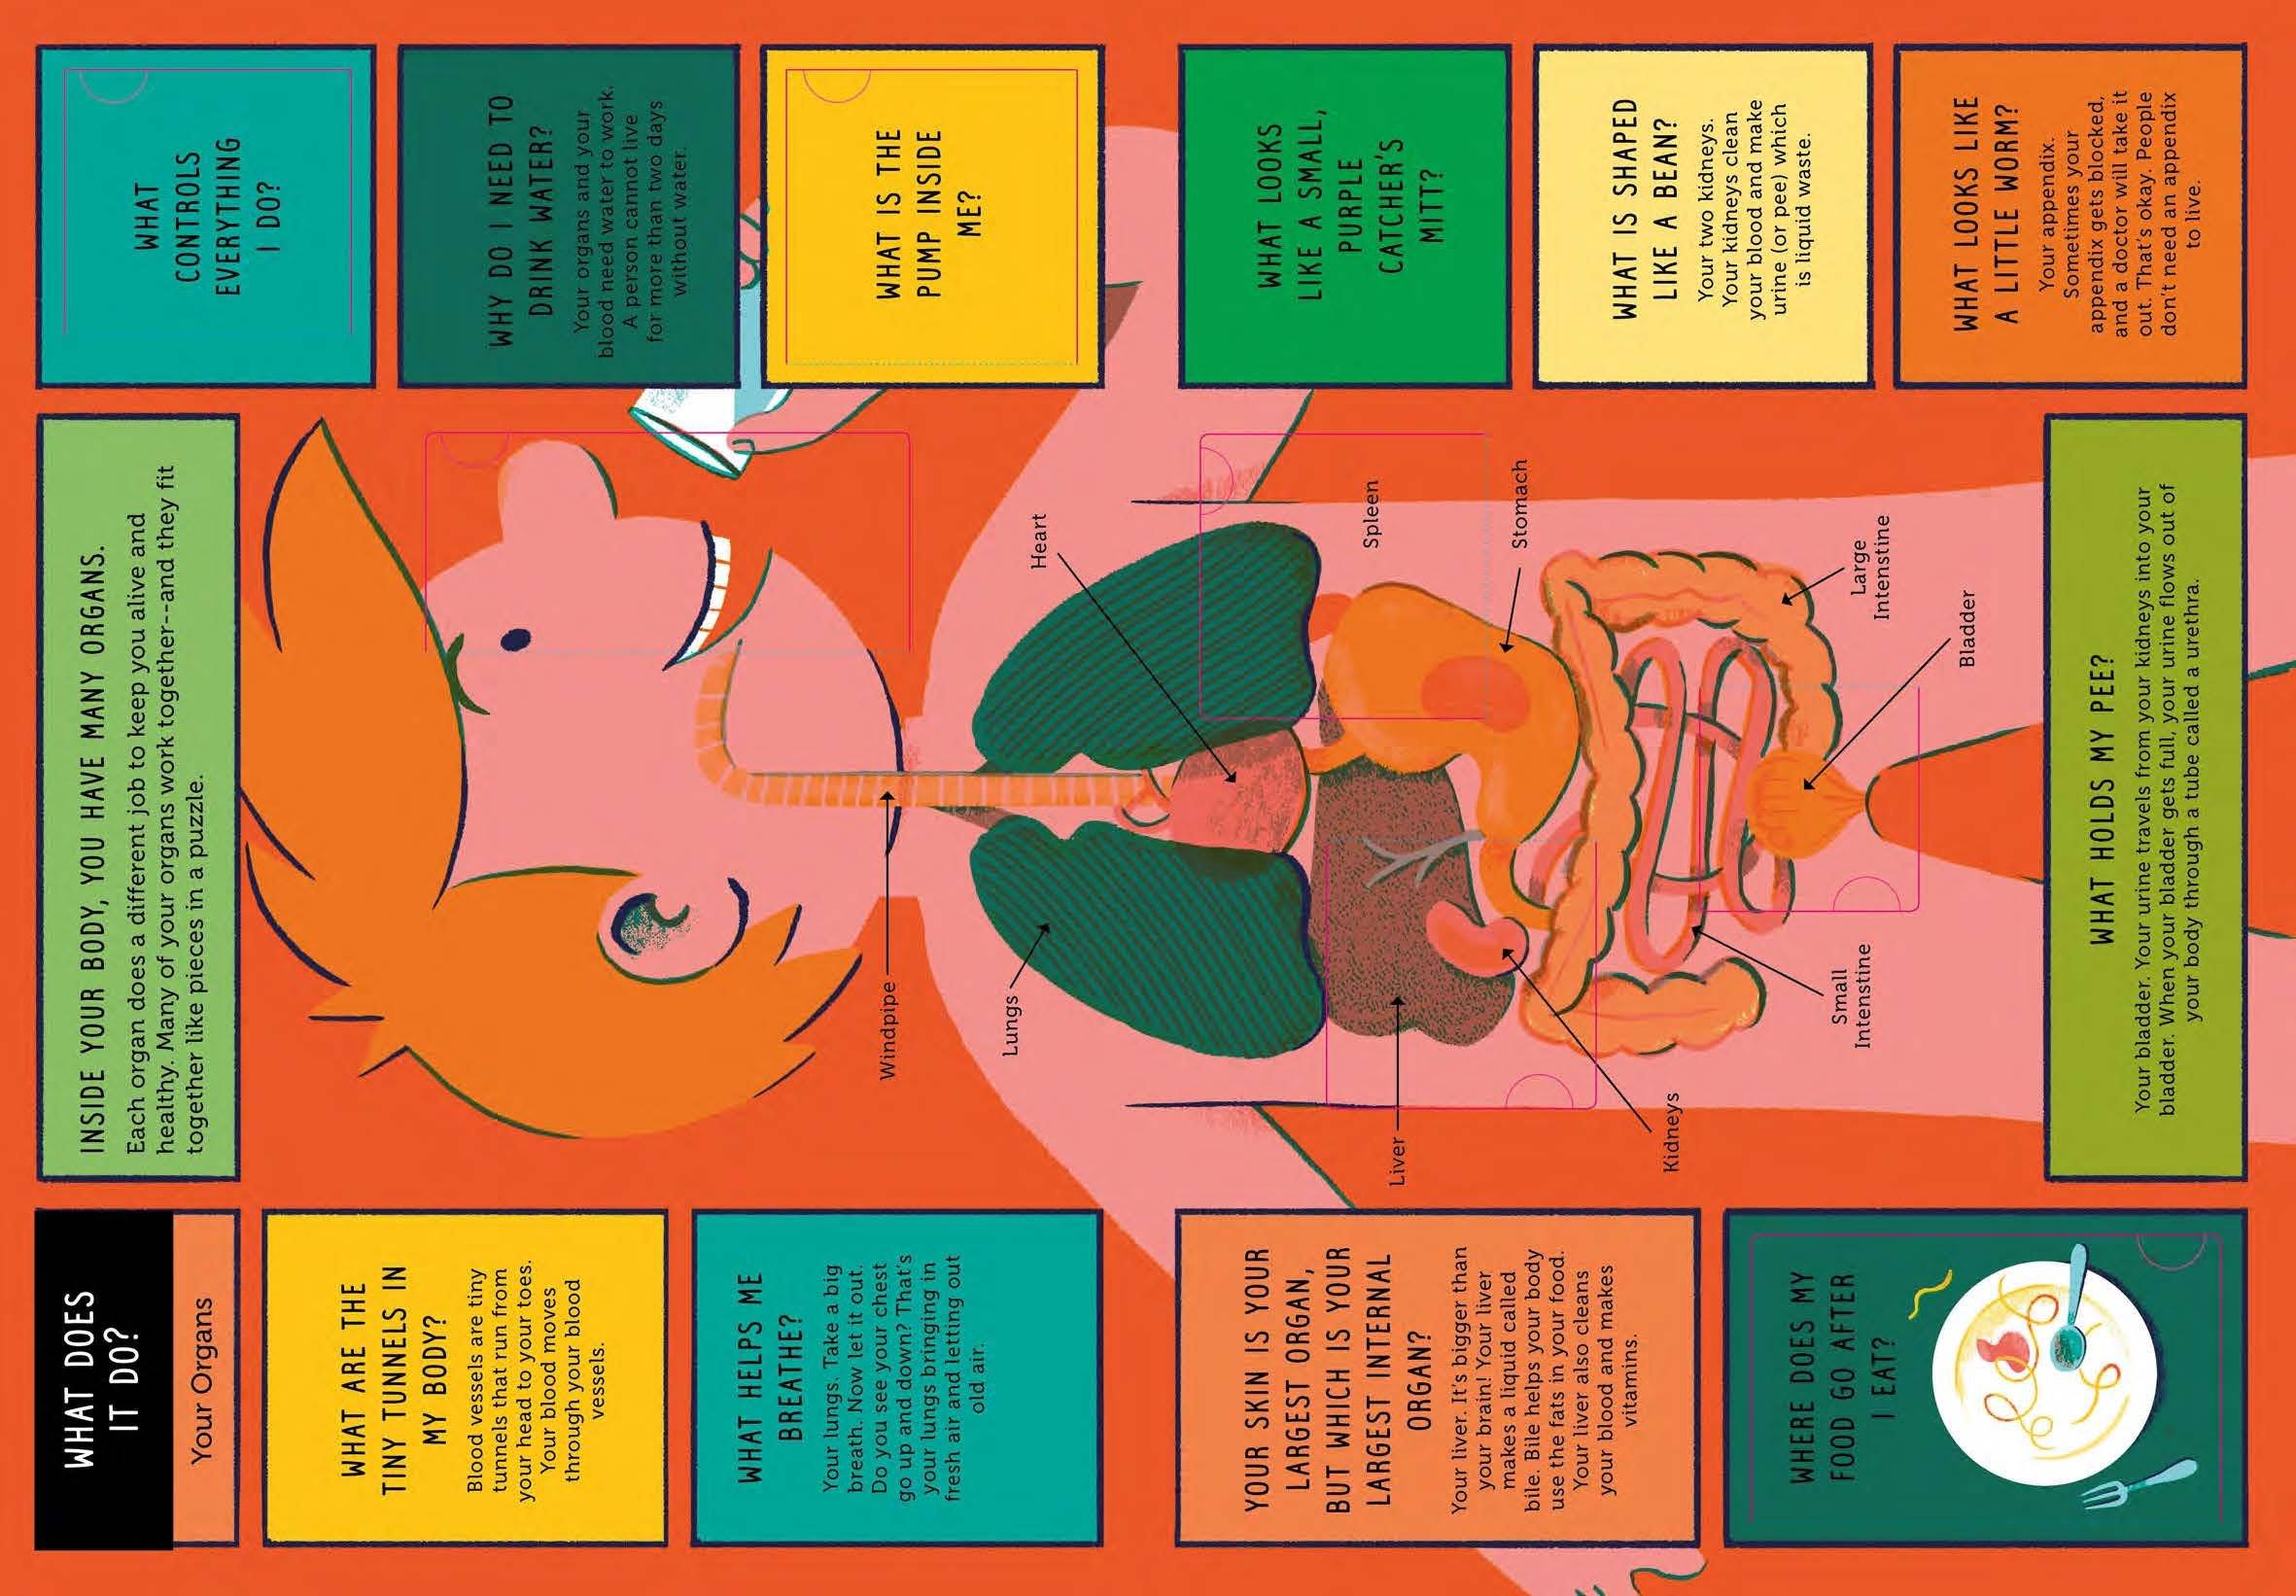 WHAT DOES
IT DO?
Your Organs
INSIDE YOUR BODY, YOU HAVE MANY ORGANS.
Each organ does a different job to keep you alive and
healthy. Many of your organs work together--and they fit
together like pieces in a puzzle.
WHAT ARE THE
TINY TUNNELS IN
MY BODY?
Blood vessels are tiny
tunnels that run from
your head to your toes.
Your blood moves
through your blood
vessels.
WHAT HELPS ME
BREATHE?
Your lungs. Take a big
breath. Now let it out.
Do you see your chest
go up and down? That's
your lungs bringing in
fresh air and letting out
old air.
YOUR SKIN IS YOUR
LARGEST ORGAN,
BUT WHICH IS YOUR
LARGEST INTERNAL
ORGAN?
Your liver. It's bigger than
your brain! Your liver
makes a liquid called
bile. Bile helps your body
use the fats in your food.
Your liver also cleans
your blood and makes
vitamins.
WHERE DOES MY
FOOD GO AFTER
I EAT?
Windpipe
Lungs
Heart
Liver
Spleen
Stomach
Kidneys
Small
Intenstine
Large
Intenstine
Bladder
WHAT HOLDS MY PEE?
Your bladder. Your urine travels from your kidneys into your
bladder. When your bladder gets full, your urine flows out of
your body through a tube called a urethra.
WHAT
CONTROLS
EVERYTHING
I DO?
WHY DO I NEED TO
DRINK WATER?
Your organs and your
blood need water to work.
A person cannot live
for more than two days
without water.
WHAT IS THE
PUMP INSIDE
ME?
WHAT LOOKS
LIKE A SMALL,
PURPLE
CATCHER'S
MITT?
WHAT IS SHAPED
LIKE A BEAN?
Your two kidneys.
Your kidneys clean
your blood and make
urine (or pee) which
is liquid waste.
WHAT LOOKS LIKE
A LITTLE WORM?
Your appendix.
Sometimes your
appendix gets blocked,
and a doctor will take it
out. That's okay. People
don't need an appendix
to live.